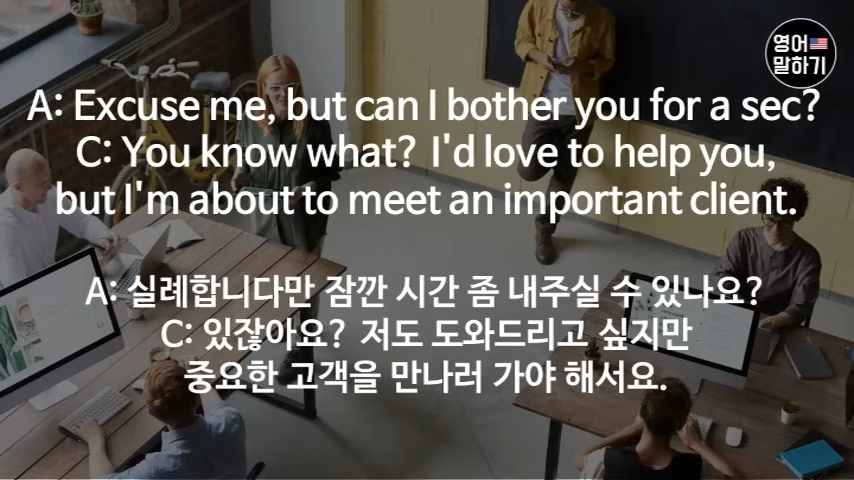 영어
말하기
A: Excuse me, but can I bother you for a sec?
C: You know what? I'd love to help you,
but I'm about to meet an important client.
A: 실례합니다만 잠깐 시간 좀 내주실 수 있나요?
C: 있잖아요? 저도 도와드리고 싶지만
중요한 고객을 만나러 가야 해서요.